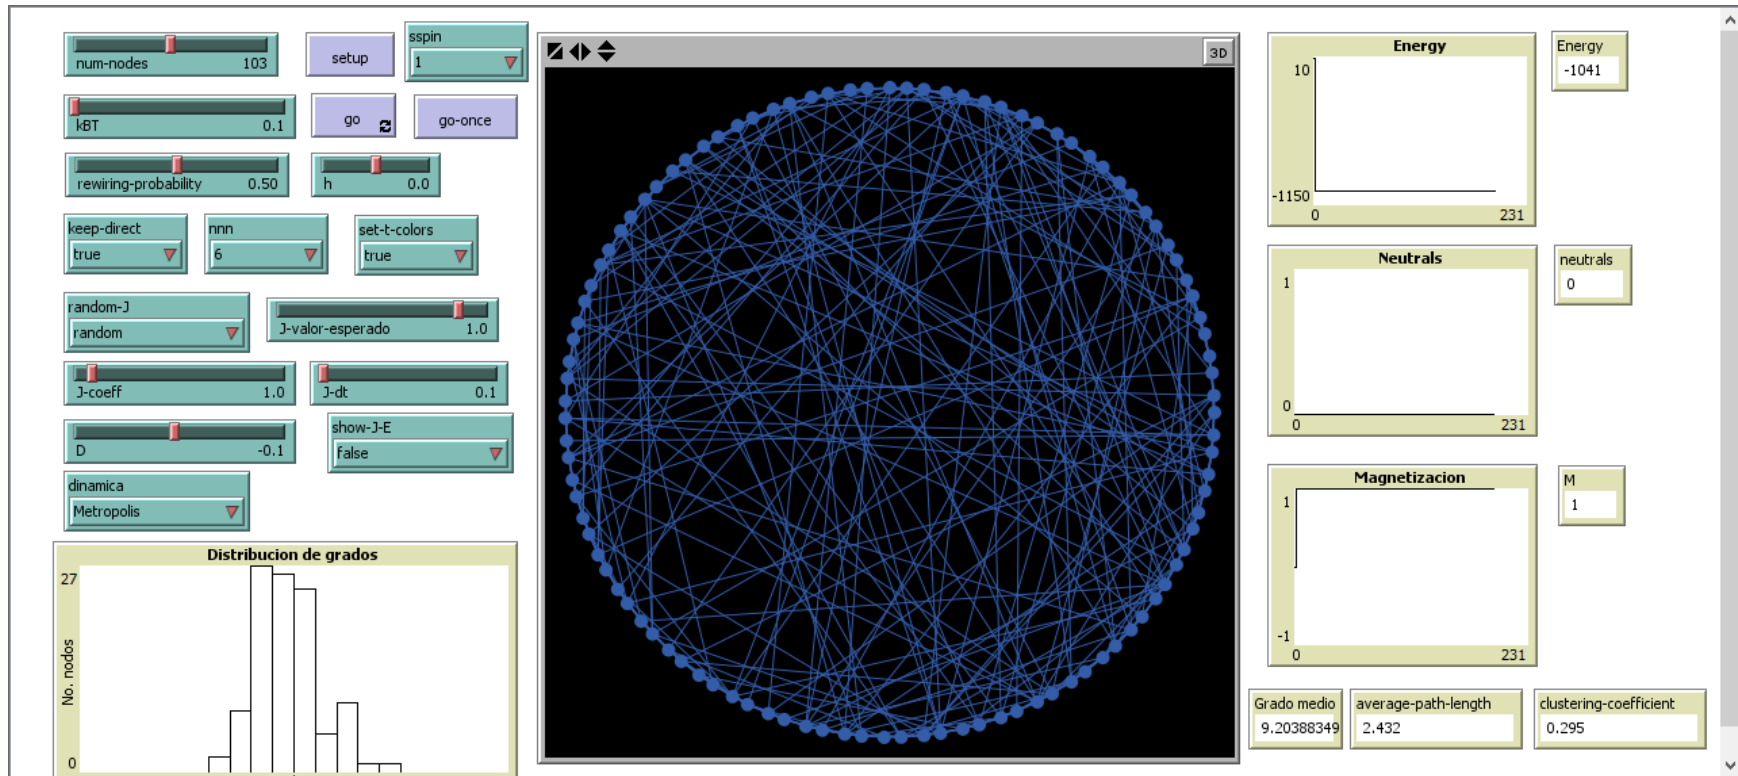 num-nodes 103
setup
sspin
1
kBT 0.1
go
go-once
rewiring-probability 0.50
h 0.0
keep-direct
true
nnn
6
set-t-colors
true
random-J
random
J-valor-esperado 1.0
J-coeff 1.0
J-dt 0.1
D -0.1
show-J-E
false
dinamica
Metropolis
Distribucion de grados
27
No. nodos
0
3D
Energy
10
-1150
0 231
Energy
-1041
Neutrals
1
0
0 231
neutrals
0
Magnetizacion
1
-1
0 231
M
1
Grado medio
9.20388349
average-path-length
2.432
clustering-coefficient
0.295